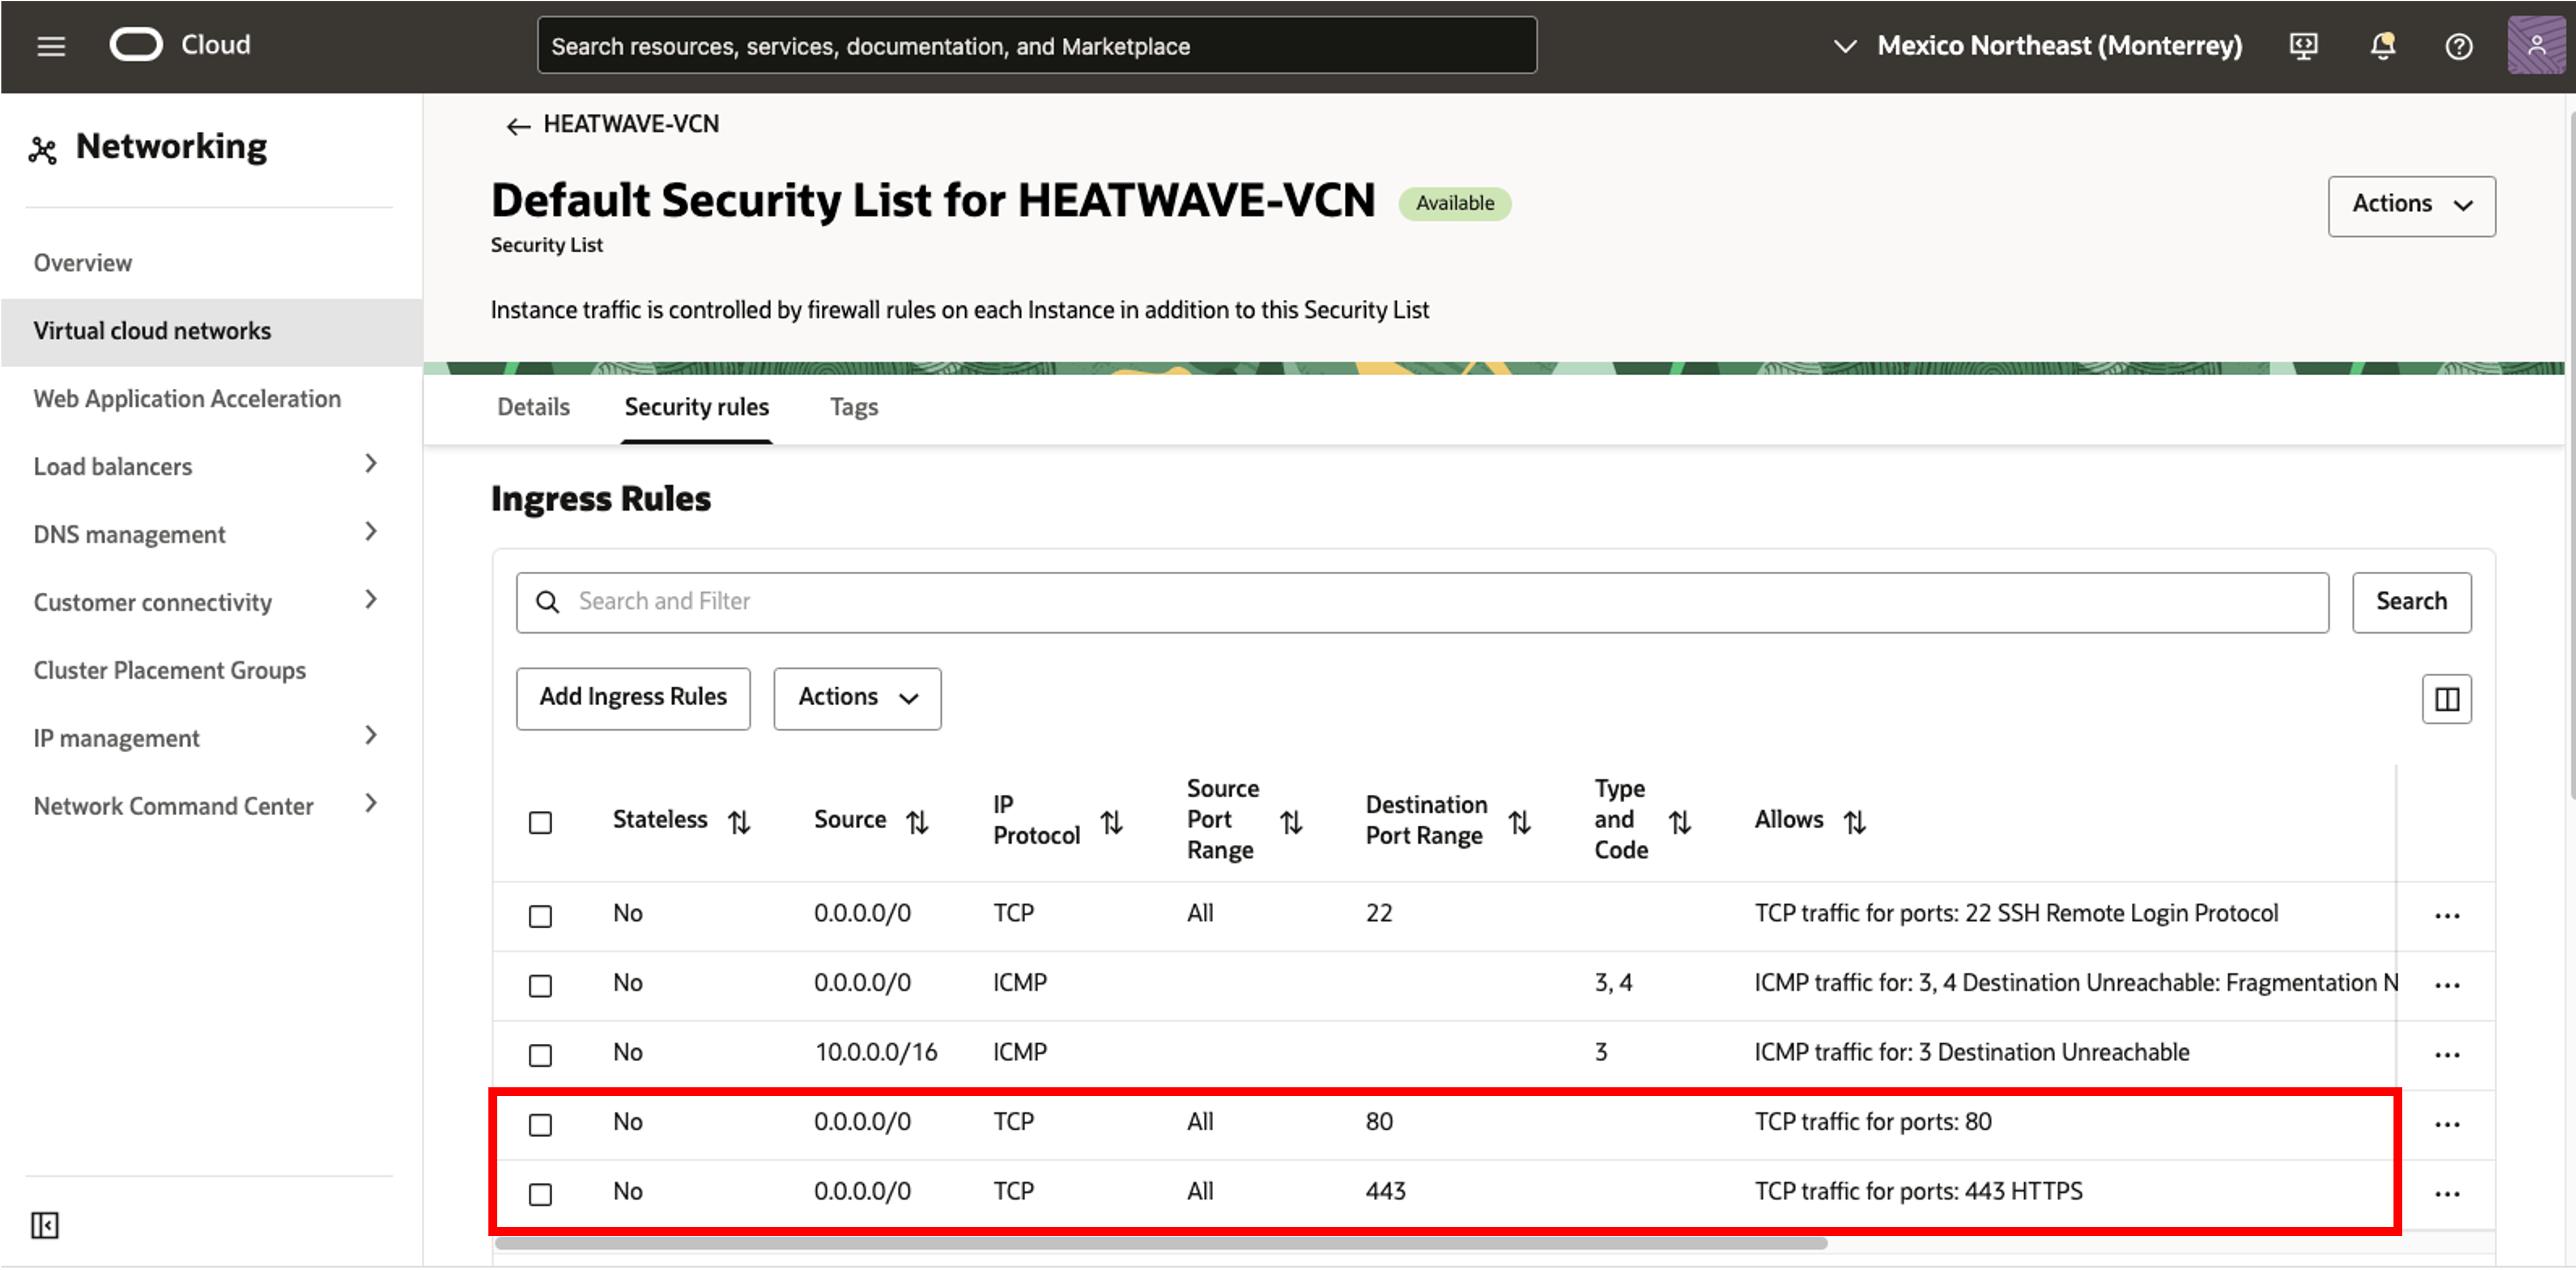 Cloud
Search resources, services, documentation, and Marketplace
Mexico Northeast (Monterrey)
Networking
Overview
Virtual cloud networks
Web Application Acceleration
Load balancers
DNS management
Customer connectivity
Cluster Placement Groups
IP management
Network Command Center
HEATWAVE-VCN
Default Security List for HEATWAVE-VCN
Available
Actions
Security List
Instance traffic is controlled by firewall rules on each Instance in addition to this Security List
Details Security rules Tags
Ingress Rules
Search and Filter
Search
Add Ingress Rules
Actions
Stateless Source IP Protocol Source Port Range Destination Port Range Type and Code Allows
No 0.0.0.0/0 TCP All 22 TCP traffic for ports: 22 SSH Remote Login Protocol
No 0.0.0.0/0 ICMP 3, 4 ICMP traffic for: 3, 4 Destination Unreachable: Fragmentation N
No 10.0.0.0/16 ICMP 3 ICMP traffic for: 3 Destination Unreachable
No 0.0.0.0/0 TCP All 80 TCP traffic for ports: 80
No 0.0.0.0/0 TCP All 443 TCP traffic for ports: 443 HTTPS